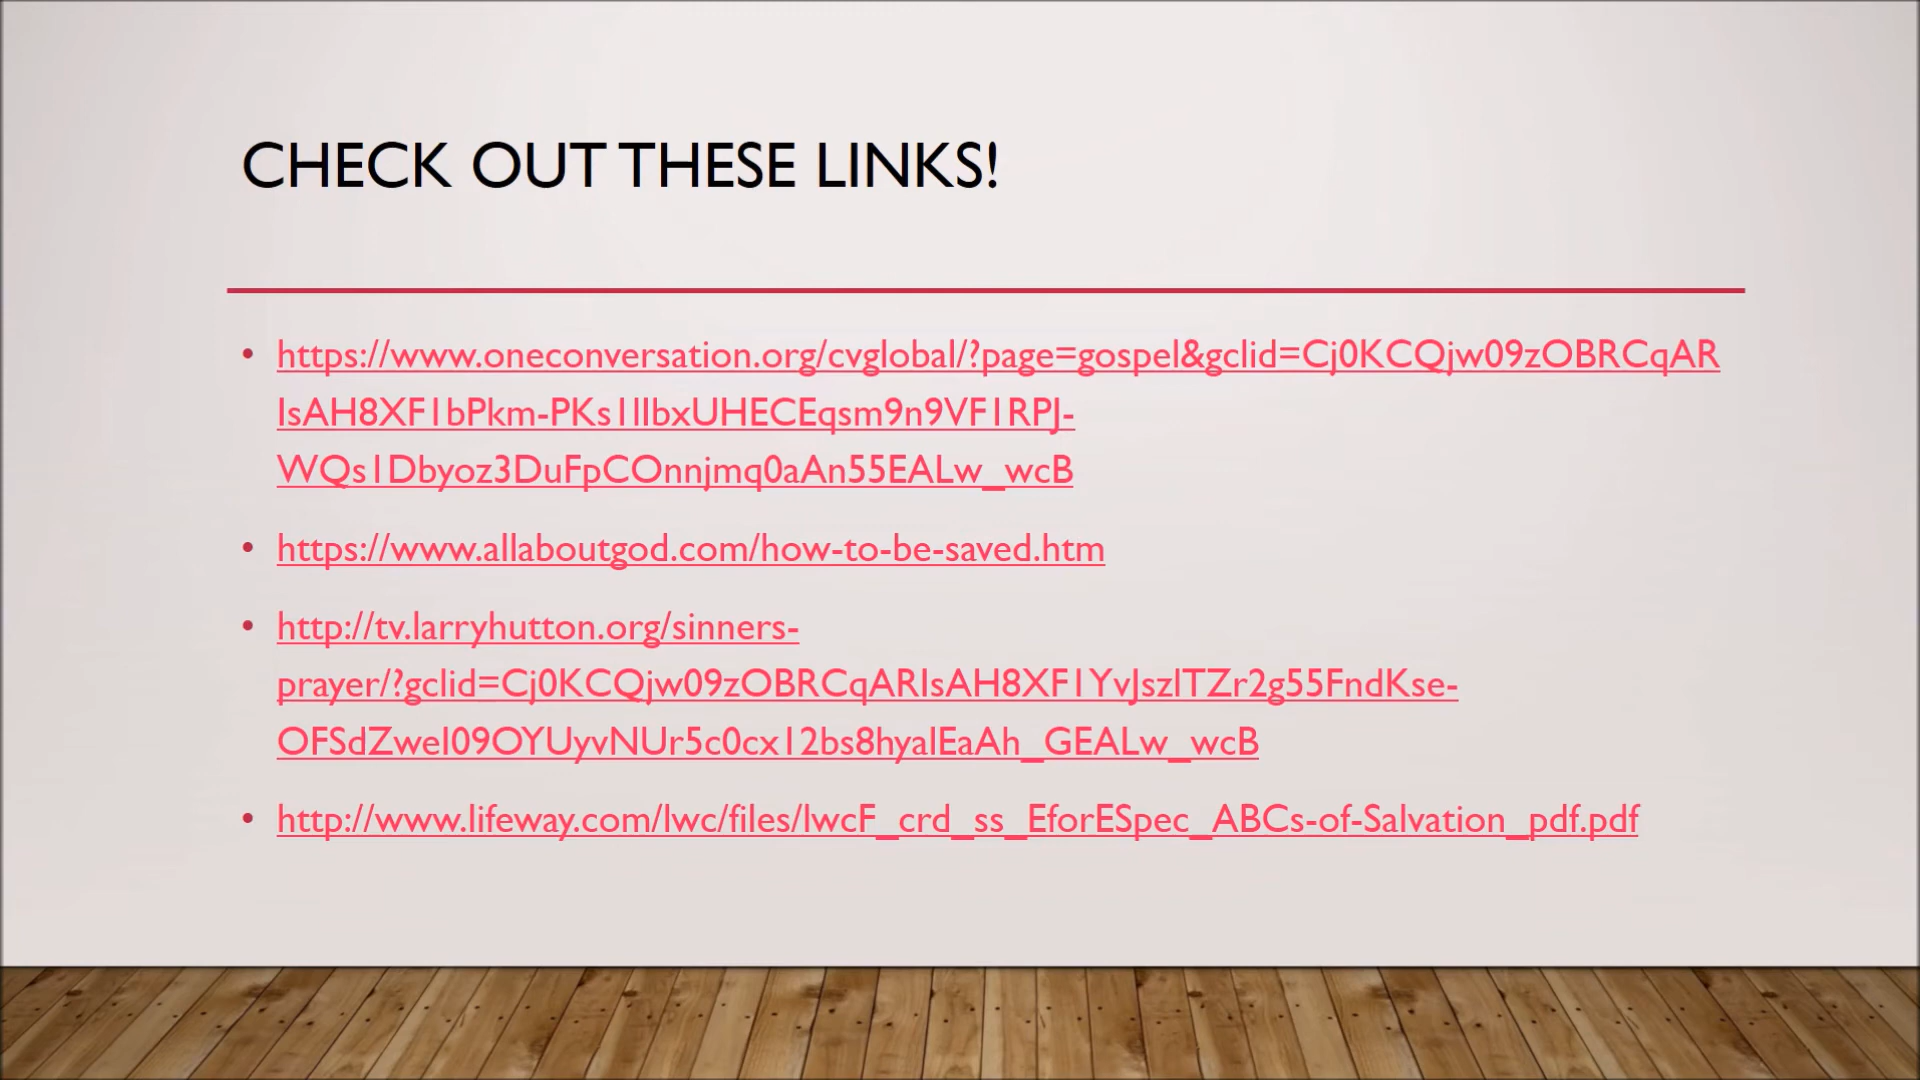 CHECK OUT THESE LINKS!
• https://www.oneconversation.org/cvglobal/?page=gospel&gclid=Cj0KCQjw09zOBRCqAR
IsAH8XF1bPkm-PKs1IlbxUHECEqsm9n9VF1RPJ-
WQs1Dbyoz3DuFpCOnnjmq0aAn55EALw_wcB
• https://www.allaboutgod.com/how-to-be-saved.htm
• http://tv.larryhutton.org/sinners-
prayer/?gclid=Cj0KCQjw09zOBRCqARIsAH8XF1YvJszITZr2g55FndKse-
OFSdZweI09OYUyvNUr5c0cx12bs8hyalEaAh_GEALw_wcB
• http://www.lifeway.com/lwc/files/lwcF_crd_ss_EforESpec_ABCs-of-Salvation_pdf.pdf